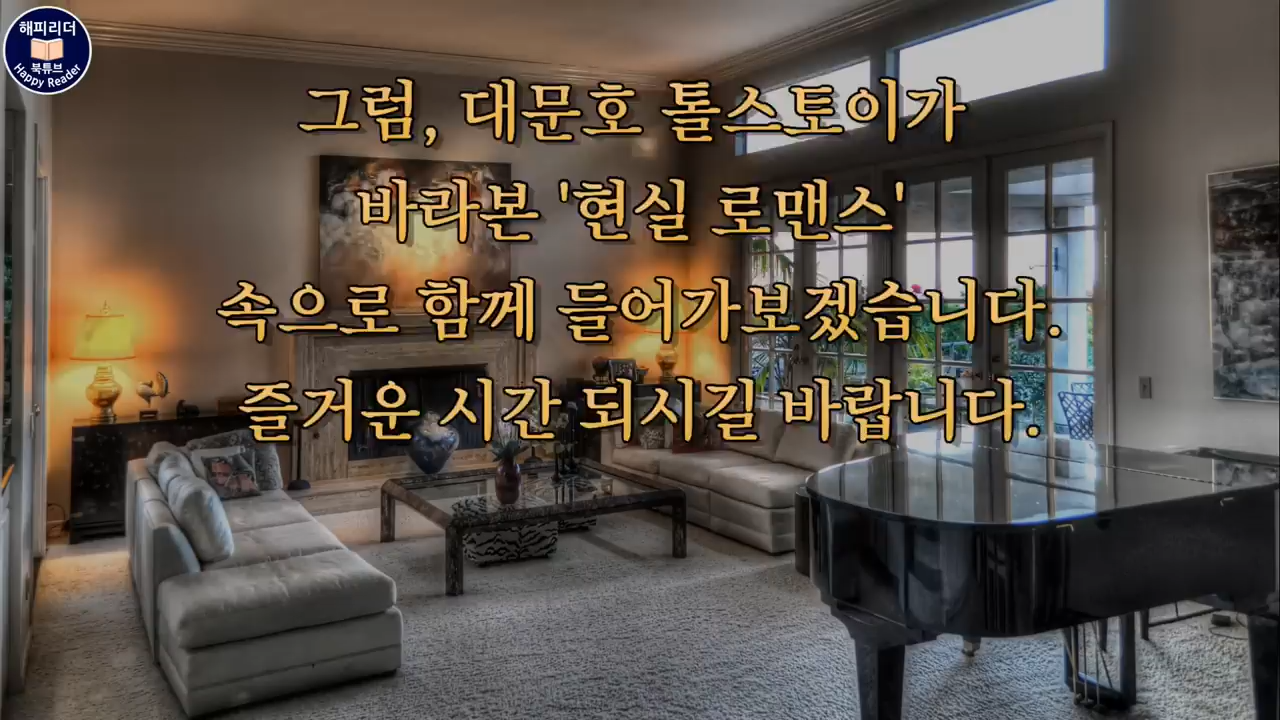 해피리더
북튜브
Happy Reader
그럼, 대문호 톨스토이가
바라본 '현실 로맨스'
속으로 함께 들어가보겠습니다.
즐거운 시간 되시길 바랍니다.